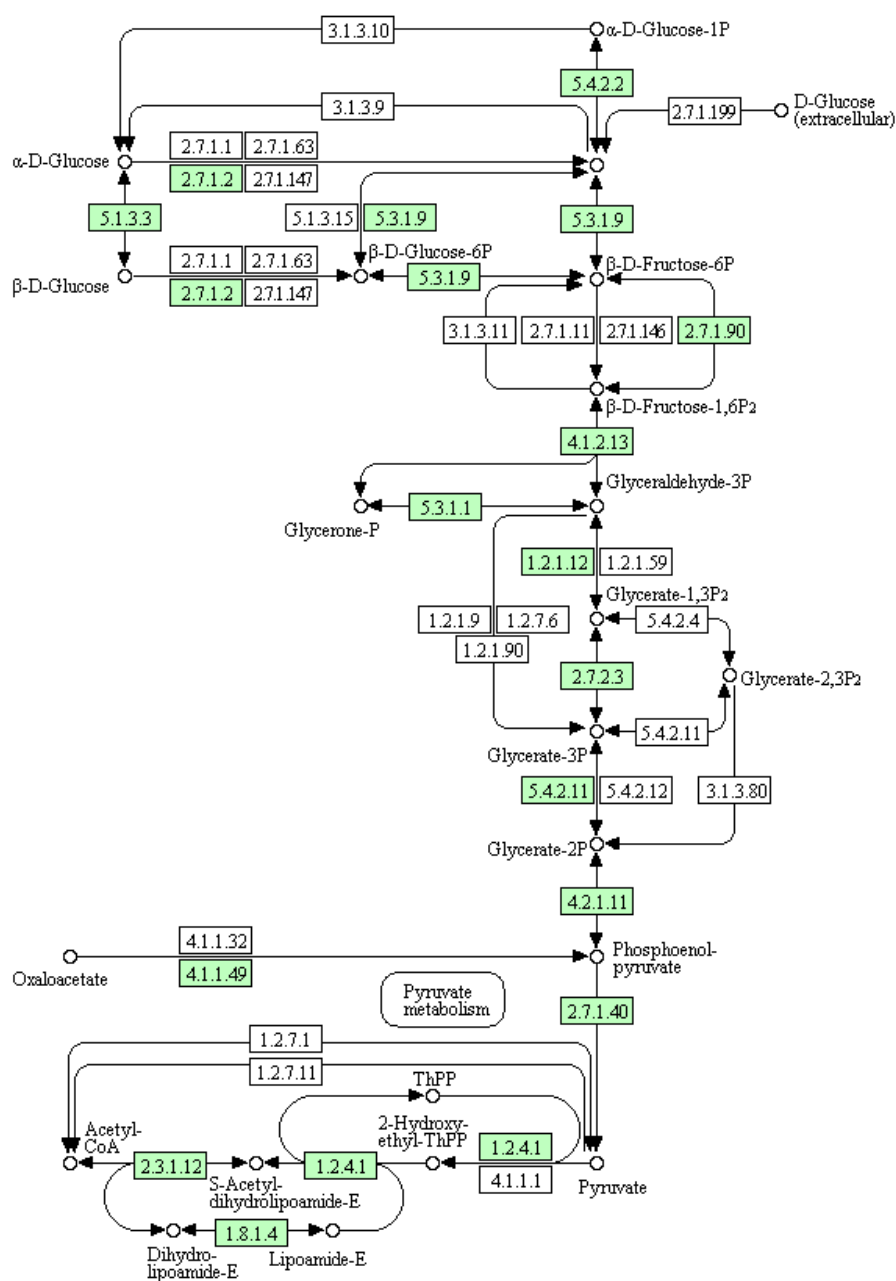 3.1.3.10
α-D-Glucose-1P
5.4.2.2
3.1.3.9
2.7.1.199
D-Glucose
(extracellular)
2.7.1.1
2.7.1.63
α-D-Glucose
2.7.1.2
2.7.1.147
5.1.3.3
5.1.3.15
5.3.1.9
5.3.1.9
β-D-Glucose-6P
2.7.1.1
2.7.1.63
β-D-Glucose
2.7.1.2
2.7.1.147
5.3.1.9
β-D-Fructose-6P
3.1.3.11
2.7.1.11
2.7.1.146
2.7.1.90
β-D-Fructose-1,6P2
4.1.2.13
Glyceraldehyde-3P
5.3.1.1
Glycerone-P
1.2.1.12
1.2.1.59
Glycerate-1,3P2
1.2.1.9
1.2.7.6
5.4.2.4
1.2.1.90
2.7.2.3
Glycerate-2,3P2
5.4.2.11
Glycerate-3P
5.4.2.11
5.4.2.12
3.1.3.80
Glycerate-2P
4.2.1.11
4.1.1.32
Oxaloacetate
4.1.1.49
Phosphoenol-
pyruvate
Pyruvate
metabolism
2.7.1.40
1.2.7.1
1.2.7.11
ThPP
Acetyl-
CoA
2-Hydroxy-
ethyl-ThPP
1.2.4.1
2.3.1.12
1.2.4.1
4.1.1.1
S-Acetyl-
dihydrolipoamide-E
Pyruvate
1.8.1.4
Dihydro-
lipoamide-E
Lipoamide-E